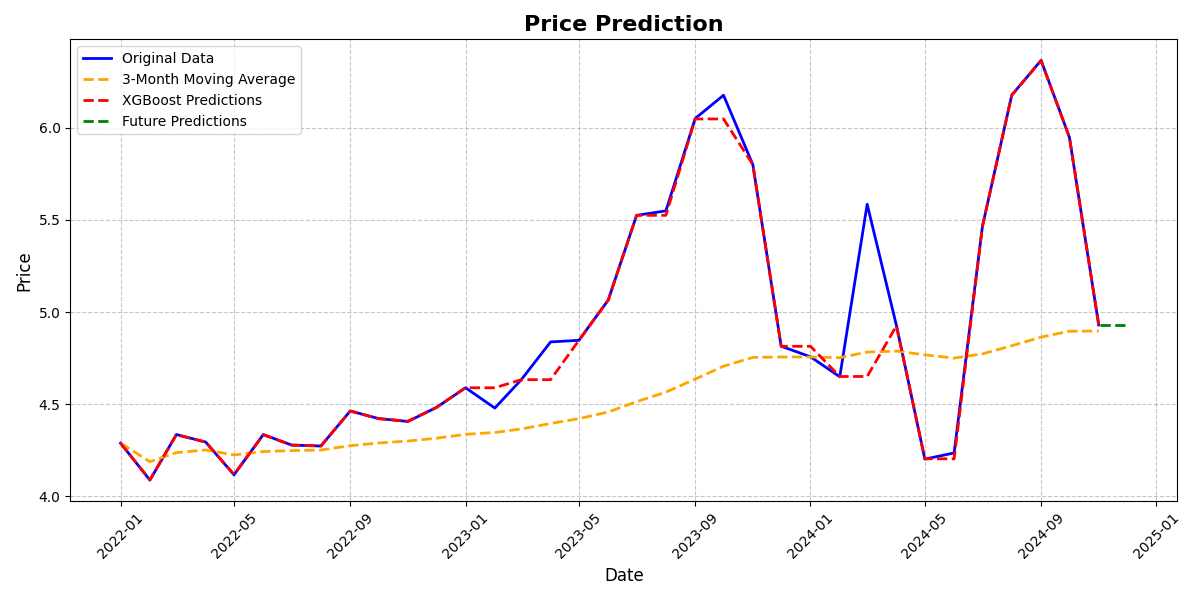 Price Prediction
Original Data
3-Month Moving Average
XGBoost Predictions
Future Predictions
Price
6.0
5.5
5.0
4.5
4.0
2022-01
2022-05
2022-09
2023-01
2023-05
2023-09
2024-01
2024-05
2024-09
2025-01
Date